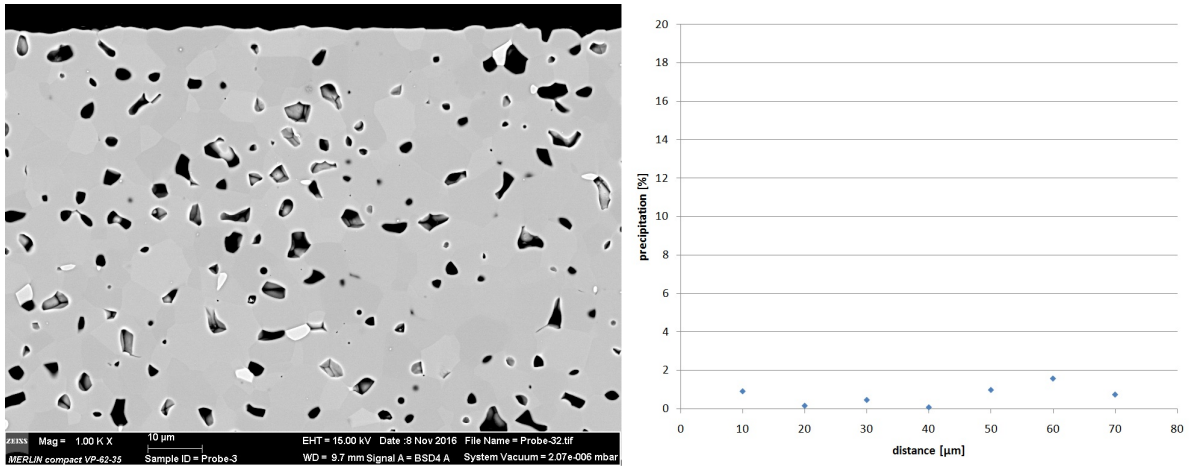 ZEISS
Mag = 1.00 K X
10 µm
EHT = 15.00 kV Date :8 Nov 2016 File Name = Probe-32.tif
MERLIN compact VP-62-35
Sample ID = Probe-3
WD = 9.7 mm Signal A = BSD4 A System Vacuum = 2.07e-006 mbar
precipitation [%]
20
18
16
14
12
10
8
6
4
2
0
0 10 20 30 40 50 60 70 80
distance [µm]